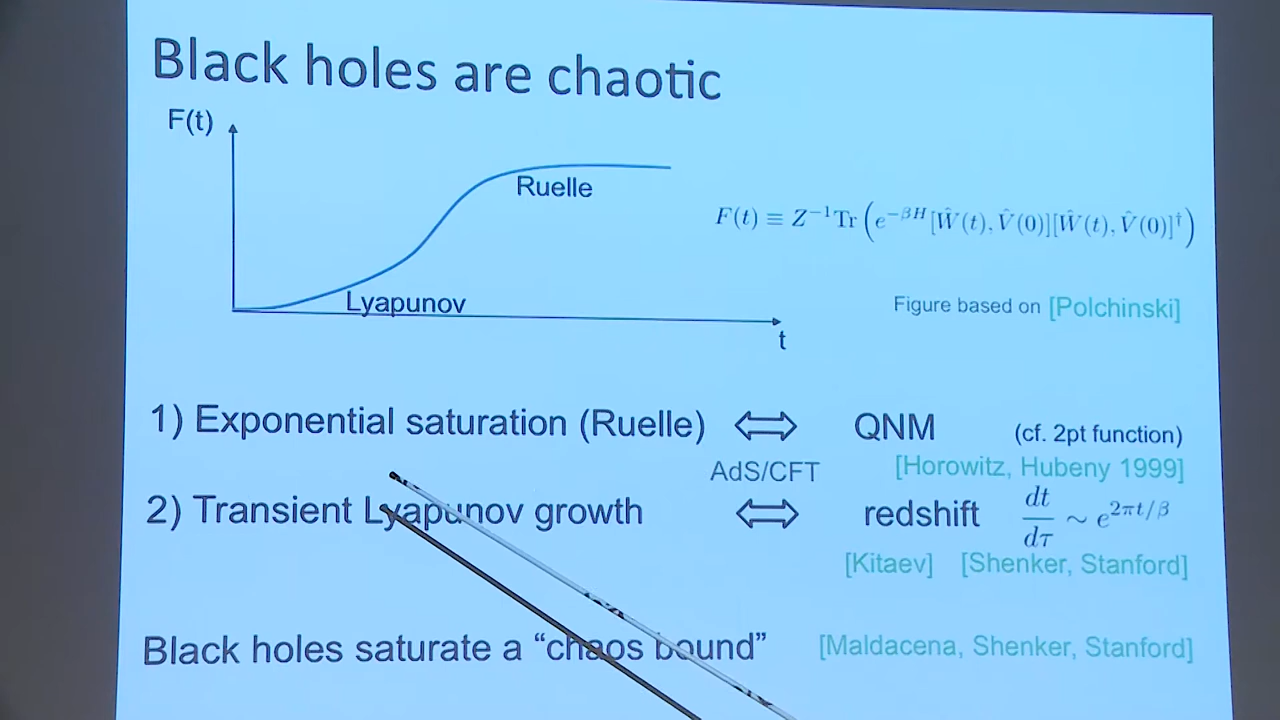 Black holes are chaotic
F(t)
Ruelle
F(t) ≡ Z⁻¹Tr(e^{−βH}[Ŵ(t), V̂(0)][Ŵ(t), V̂(0)]†)
Lyapunov
Figure based on [Polchinski]
t
1) Exponential saturation (Ruelle) ⇔ QNM (cf. 2pt function)
AdS/CFT [Horowitz, Hubeny 1999]
2) Transient Lyapunov growth ⇔ redshift dt/dτ ~ e^{2πt/β}
[Kitaev] [Shenker, Stanford]
Black holes saturate a “chaos bound” [Maldacena, Shenker, Stanford]